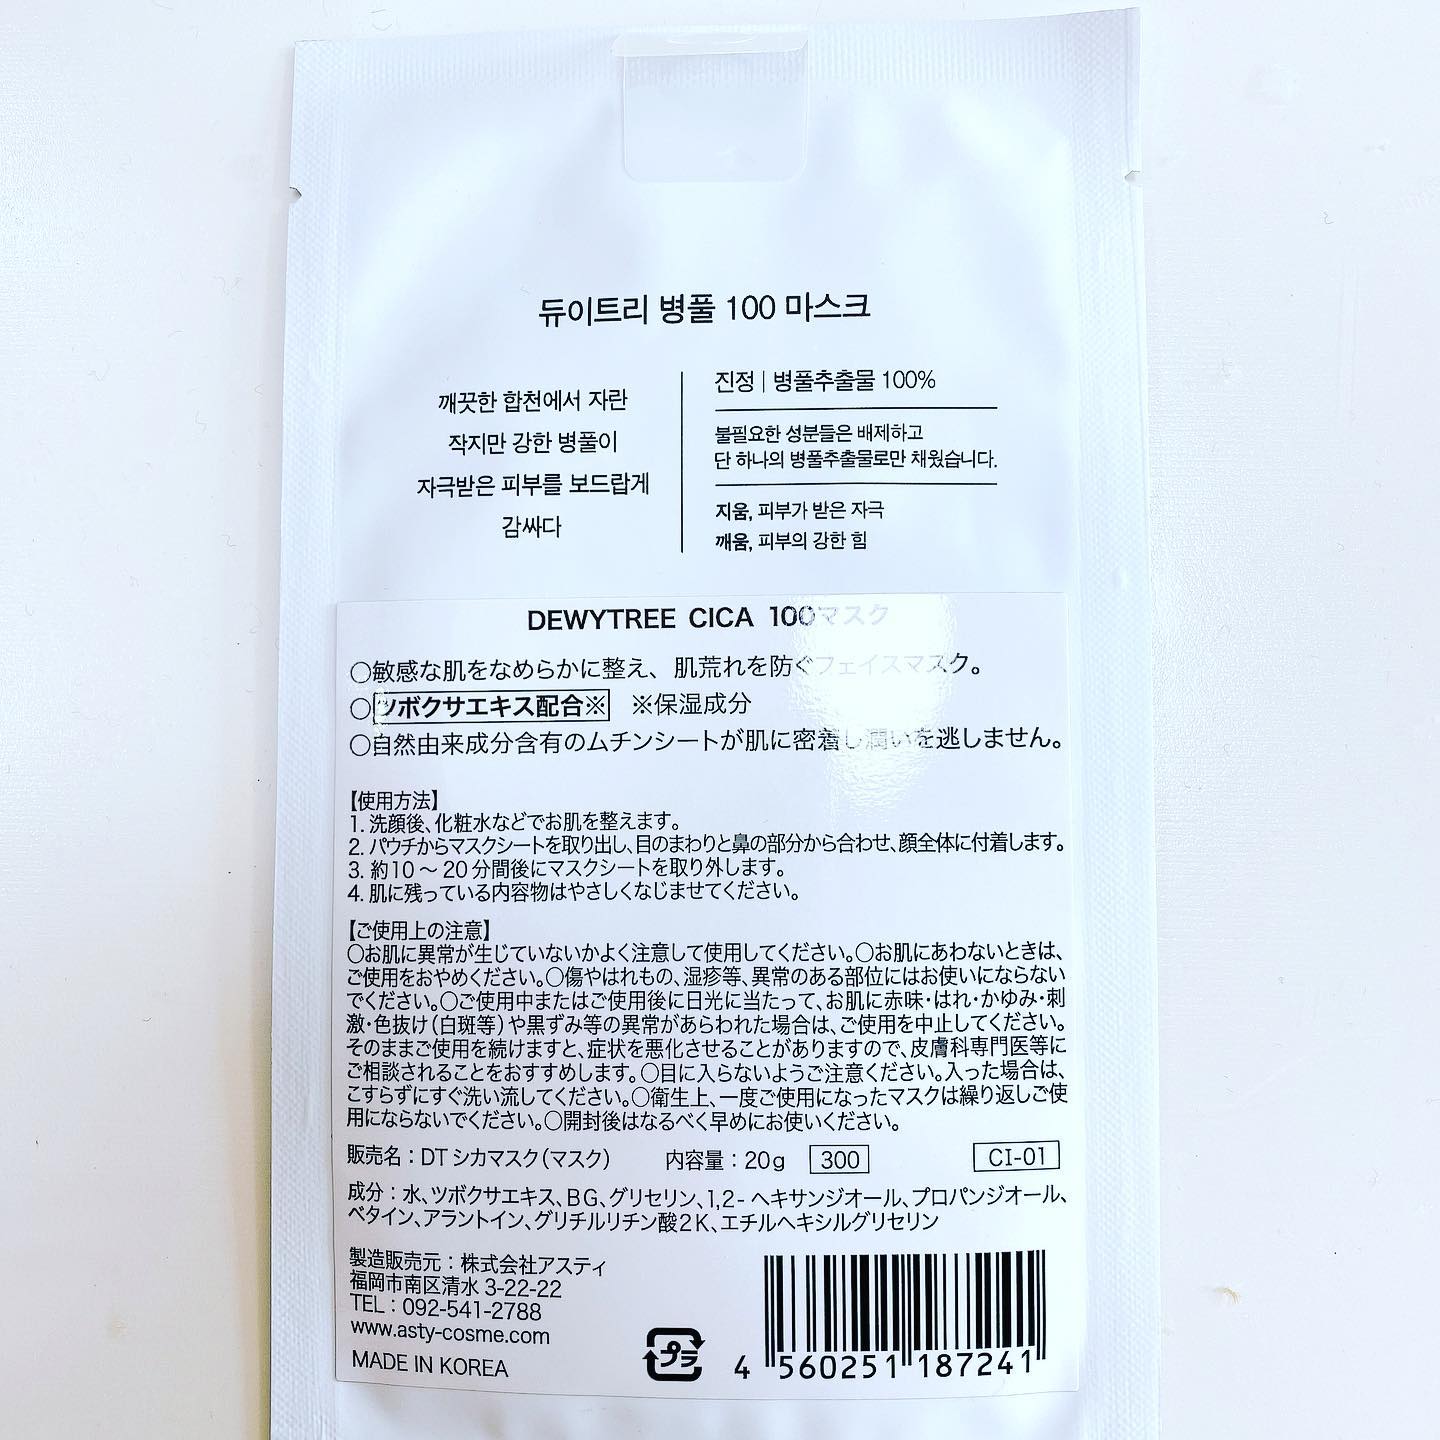 듀이트리 병풀 100 마스크
깨끗한 합천에서 자란
작지만 강한 병풀이
자극받은 피부를 보드랍게
감싸다
진정 | 병풀추출물 100%
불필요한 성분들은 배제하고
단 하나의 병풀추출물로만 채웠습니다.
지움, 피부가 받은 자극
깨움, 피부의 강한 힘
DEWYTREE CICA 100マスク
○敏感な肌をなめらかに整え、肌荒れを防ぐフェイスマスク。
○ツボクサエキス配合※ ※保湿成分
○自然由来成分含有のムチンシートが肌に密着し潤いを逃しません。
【使用方法】
1. 洗顔後、化粧水などでお肌を整えます。
2. パウチからマスクシートを取り出し、目のまわりと鼻の部分から合わせ、顔全体に付着します。
3. 約10〜20分間後にマスクシートを取り外します。
4. 肌に残っている内容物はやさしくなじませてください。
【ご使用上の注意】
○お肌に異常が生じていないかよく注意して使用してください。○お肌にあわないときは、
ご使用をおやめください。○傷やはれもの、湿疹等、異常のある部位にはお使いにならない
でください。○ご使用中またはご使用後に日光に当たって、お肌に赤味・はれ・かゆみ・刺
激・色抜け(白斑等)や黒ずみ等の異常があらわれた場合は、ご使用を中止してください。
そのままご使用を続けますと、症状を悪化させることがありますので、皮膚科専門医等に
ご相談されることをおすすめします。○目に入らないようご注意ください。入った場合は、
こすらずにすぐ洗い流してください。○衛生上、一度ご使用になったマスクは繰り返しご使
用にならないでください。○開封後はなるべく早めにお使いください。
販売名：DTシカマスク(マスク) 内容量：20g 300 CI-01
成分：水、ツボクサエキス、BG、グリセリン、1,2-ヘキサンジオール、プロパンジオール、
ベタイン、アラントイン、グリチルリチン酸2K、エチルヘキシルグリセリン
製造販売元：株式会社アスティ
福岡市南区清水 3-22-22
TEL：092-541-2788
www.asty-cosme.com
MADE IN KOREA
プラ
4 560251 187241